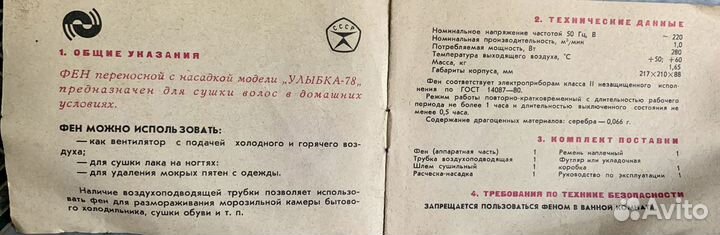 СССР
1. ОБЩИЕ УКАЗАНИЯ
ФЕН переносной с насадкой модели „УЛЫБКА-78„
предназначен для сушки волос в домашних
условиях.
ФЕН МОЖНО ИСПОЛЬЗОВАТЬ:
— как вентилятор с подачей холодного и горячего воз-
духа;
— для сушки лака на ногтях:
— для удаления мокрых пятен с одежды.
Наличие воздухоподводящей трубки позволяет использо-
вать фен для размораживания морозильной камеры бытово-
го холодильника, сушки обуви и т. п.
2. ТЕХНИЧЕСКИЕ ДАННЫЕ
Номинальное напряжение частотой 50 Гц, В ~ 220
Номинальная производительность, м³/мин 1,0
Потребляемая мощность, Вт 280
Температура выходящего воздуха, °С +50; +60
Масса, кг 1,65
Габариты корпуса, мм 217×210×88
Фен соответствует электроприборам класса II незащищенного испол-
нения по ГОСТ 14087—80.
Режим работы повторно-кратковременный с длительностью рабочего
периода не более 1 часа и длительностью выключенного состояния не
менее 0,5 часа.
Содержание драгоценных материалов: серебра—0,066 г.
3. КОМПЛЕКТ ПОСТАВКИ
Фен (аппаратная часть) 1 Ремень наплечный 1
Трубка воздухоподводящая 1 Футляр или укладочная
Шлем сушильный 1 коробка 1
Расческа-насадка 1 Руководство по эксплуатации 1
4. ТРЕБОВАНИЯ ПО ТЕХНИКЕ БЕЗОПАСНОСТИ
ЗАПРЕЩАЕТСЯ ПОЛЬЗОВАТЬСЯ ФЕНОМ В ВАННОЙ КОМНАТЕ.
Avito